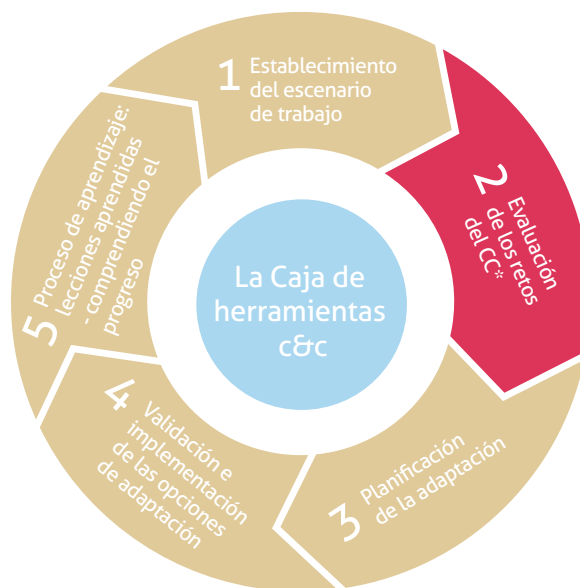 1 Establecimiento
del escenario
de trabajo
2 Evaluación
de los retos
del CC*
3 Planificación
de la adaptación
4 Validación e
implementación
de las opciones
de adaptación
5 Proceso de aprendizaje:
lecciones aprendidas
- comprendiendo el
progreso
La Caja de
herramientas
c&c